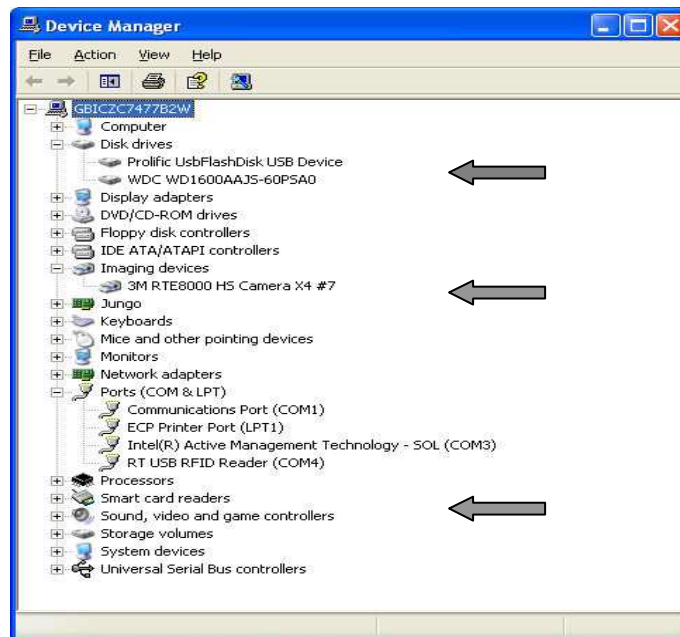 Device Manager
File Action View Help
GBICZC7477B2W
Computer
Disk drives
Prolific UsbFlashDisk USB Device
WDC WD1600AAJS-60PSA0
Display adapters
DVD/CD-ROM drives
Floppy disk controllers
IDE ATA/ATAPI controllers
Imaging devices
3M RTE8000 HS Camera X4 #7
Jungo
Keyboards
Mice and other pointing devices
Monitors
Network adapters
Ports (COM & LPT)
Communications Port (COM1)
ECP Printer Port (LPT1)
Intel(R) Active Management Technology - SOL (COM3)
RT USB RFID Reader (COM4)
Processors
Smart card readers
Sound, video and game controllers
Storage volumes
System devices
Universal Serial Bus controllers